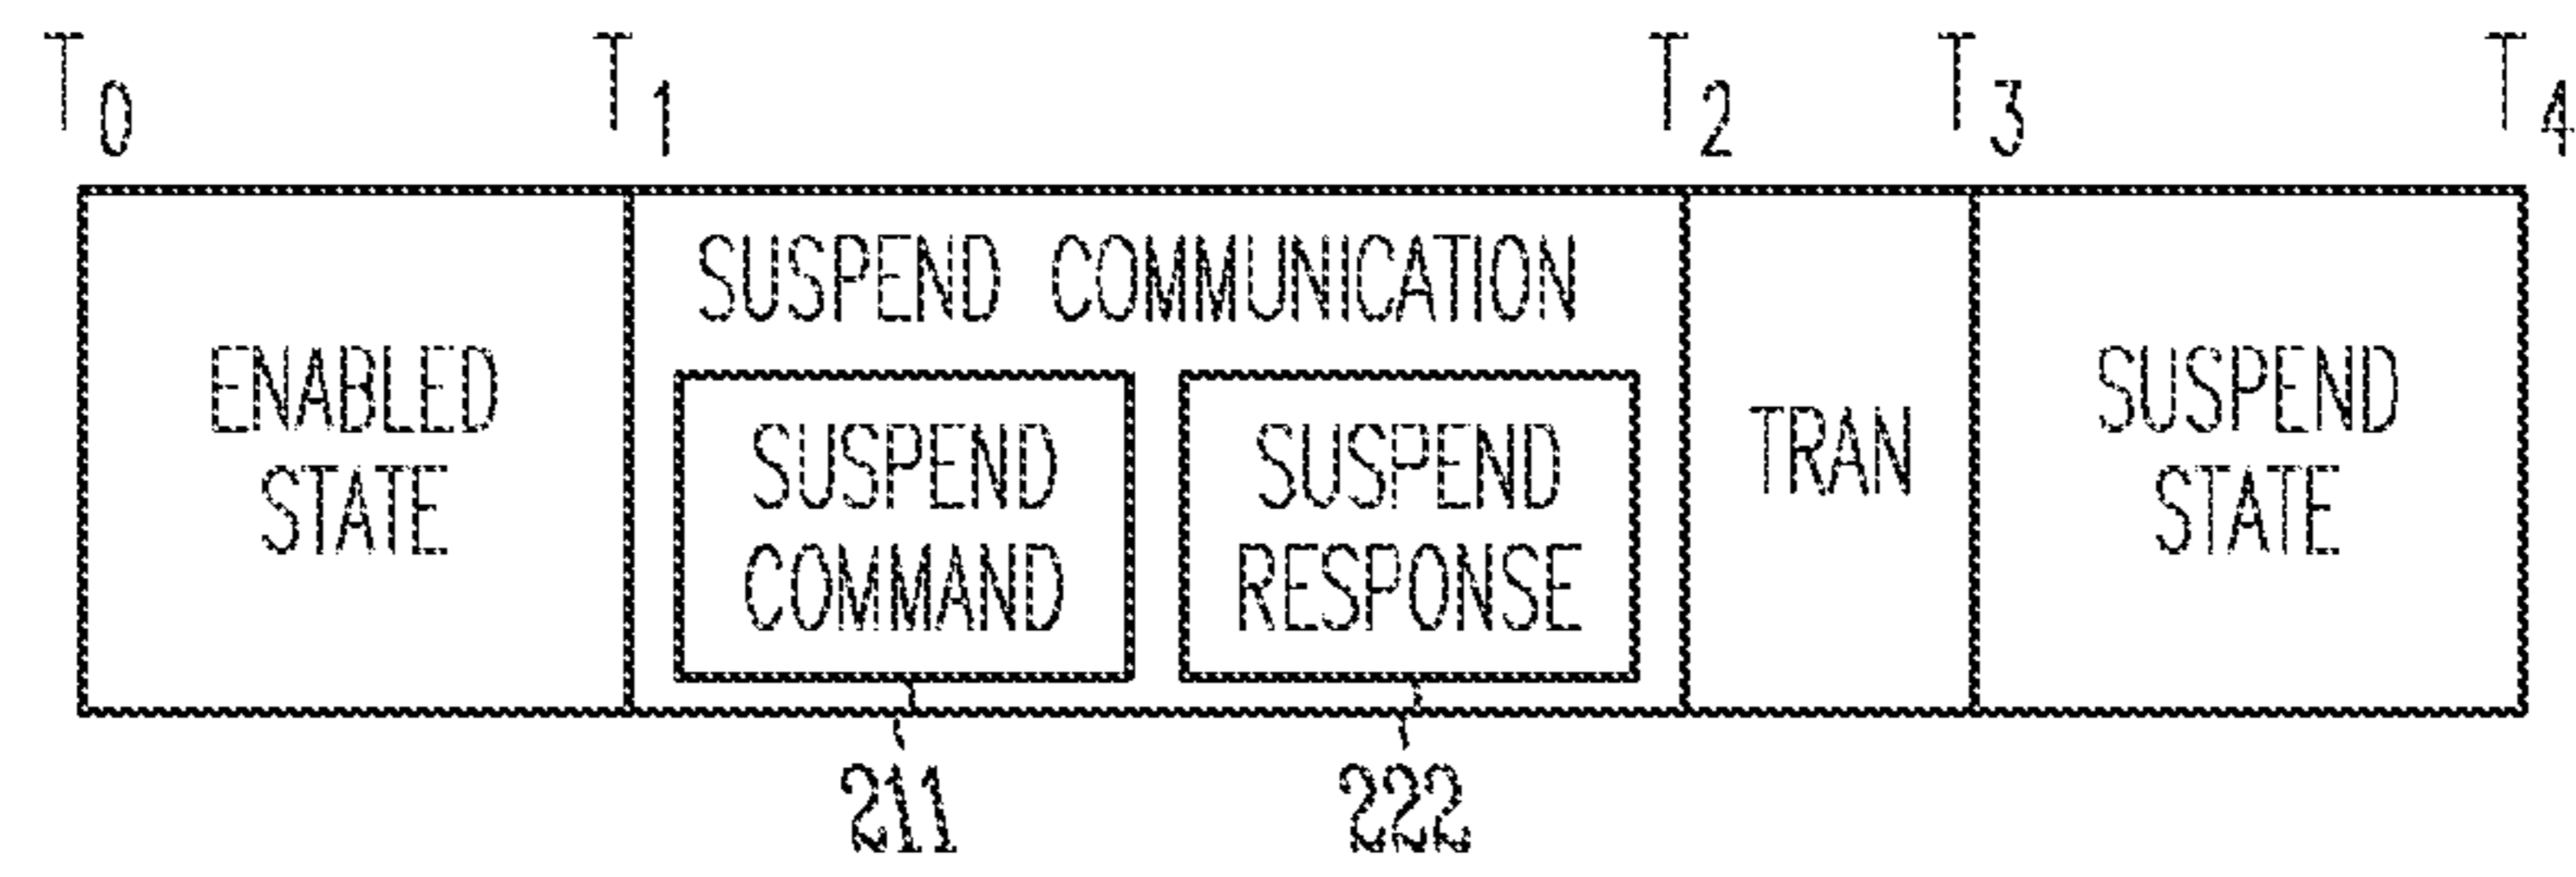 T0 T1 T2 T3 T4
ENABLED
STATE
SUSPEND COMMUNICATION
SUSPEND
COMMAND
SUSPEND
RESPONSE
TRAN
SUSPEND
STATE
211
222